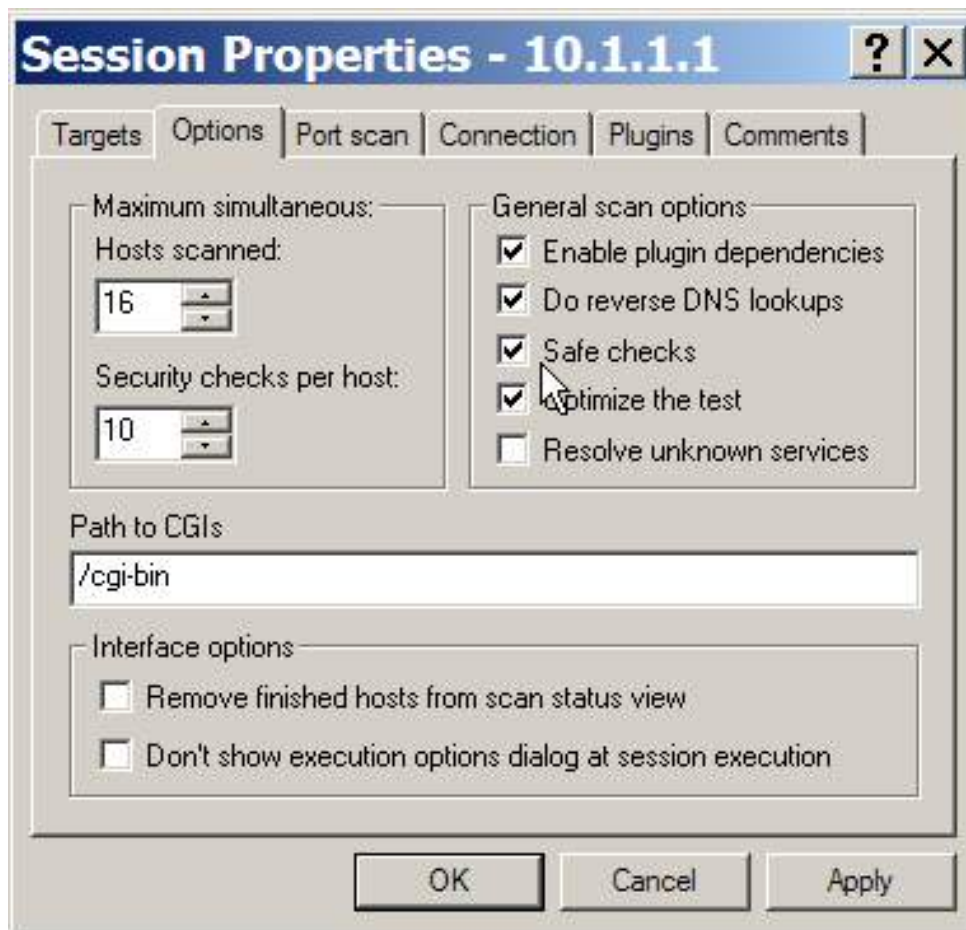 Session Properties - 10.1.1.1
Targets
Options
Port scan
Connection
Plugins
Comments
Maximum simultaneous:
Hosts scanned:
16
Security checks per host:
10
General scan options
Enable plugin dependencies
Do reverse DNS lookups
Safe checks
Optimize the test
Resolve unknown services
Path to CGIs
/cgi-bin
Interface options
Remove finished hosts from scan status view
Don't show execution options dialog at session execution
OK
Cancel
Apply